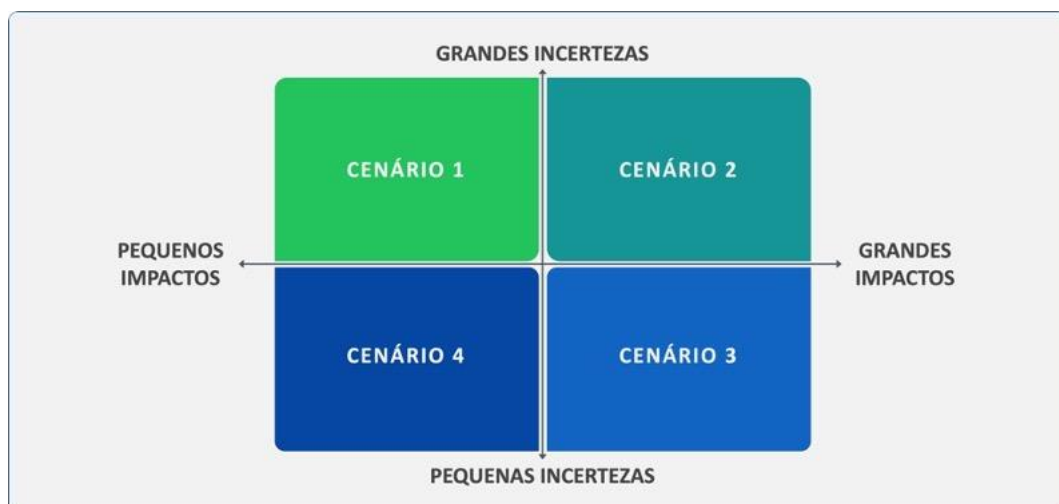 GRANDES INCERTEZAS
CENÁRIO 1
CENÁRIO 2
PEQUENOS
IMPACTOS
GRANDES
IMPACTOS
CENÁRIO 4
CENÁRIO 3
PEQUENAS INCERTEZAS